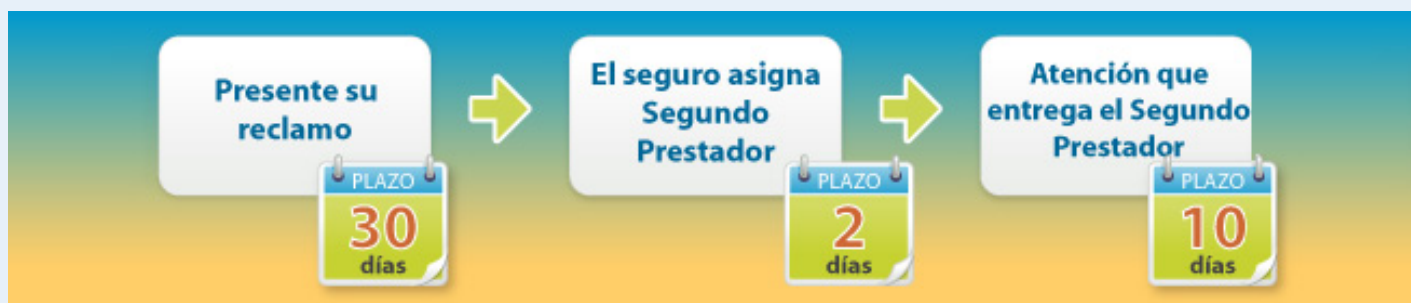 Presente su
reclamo
PLAZO
30
días
El seguro asigna
Segundo
Prestador
PLAZO
2
días
Atención que
entrega el Segundo
Prestador
PLAZO
10
días